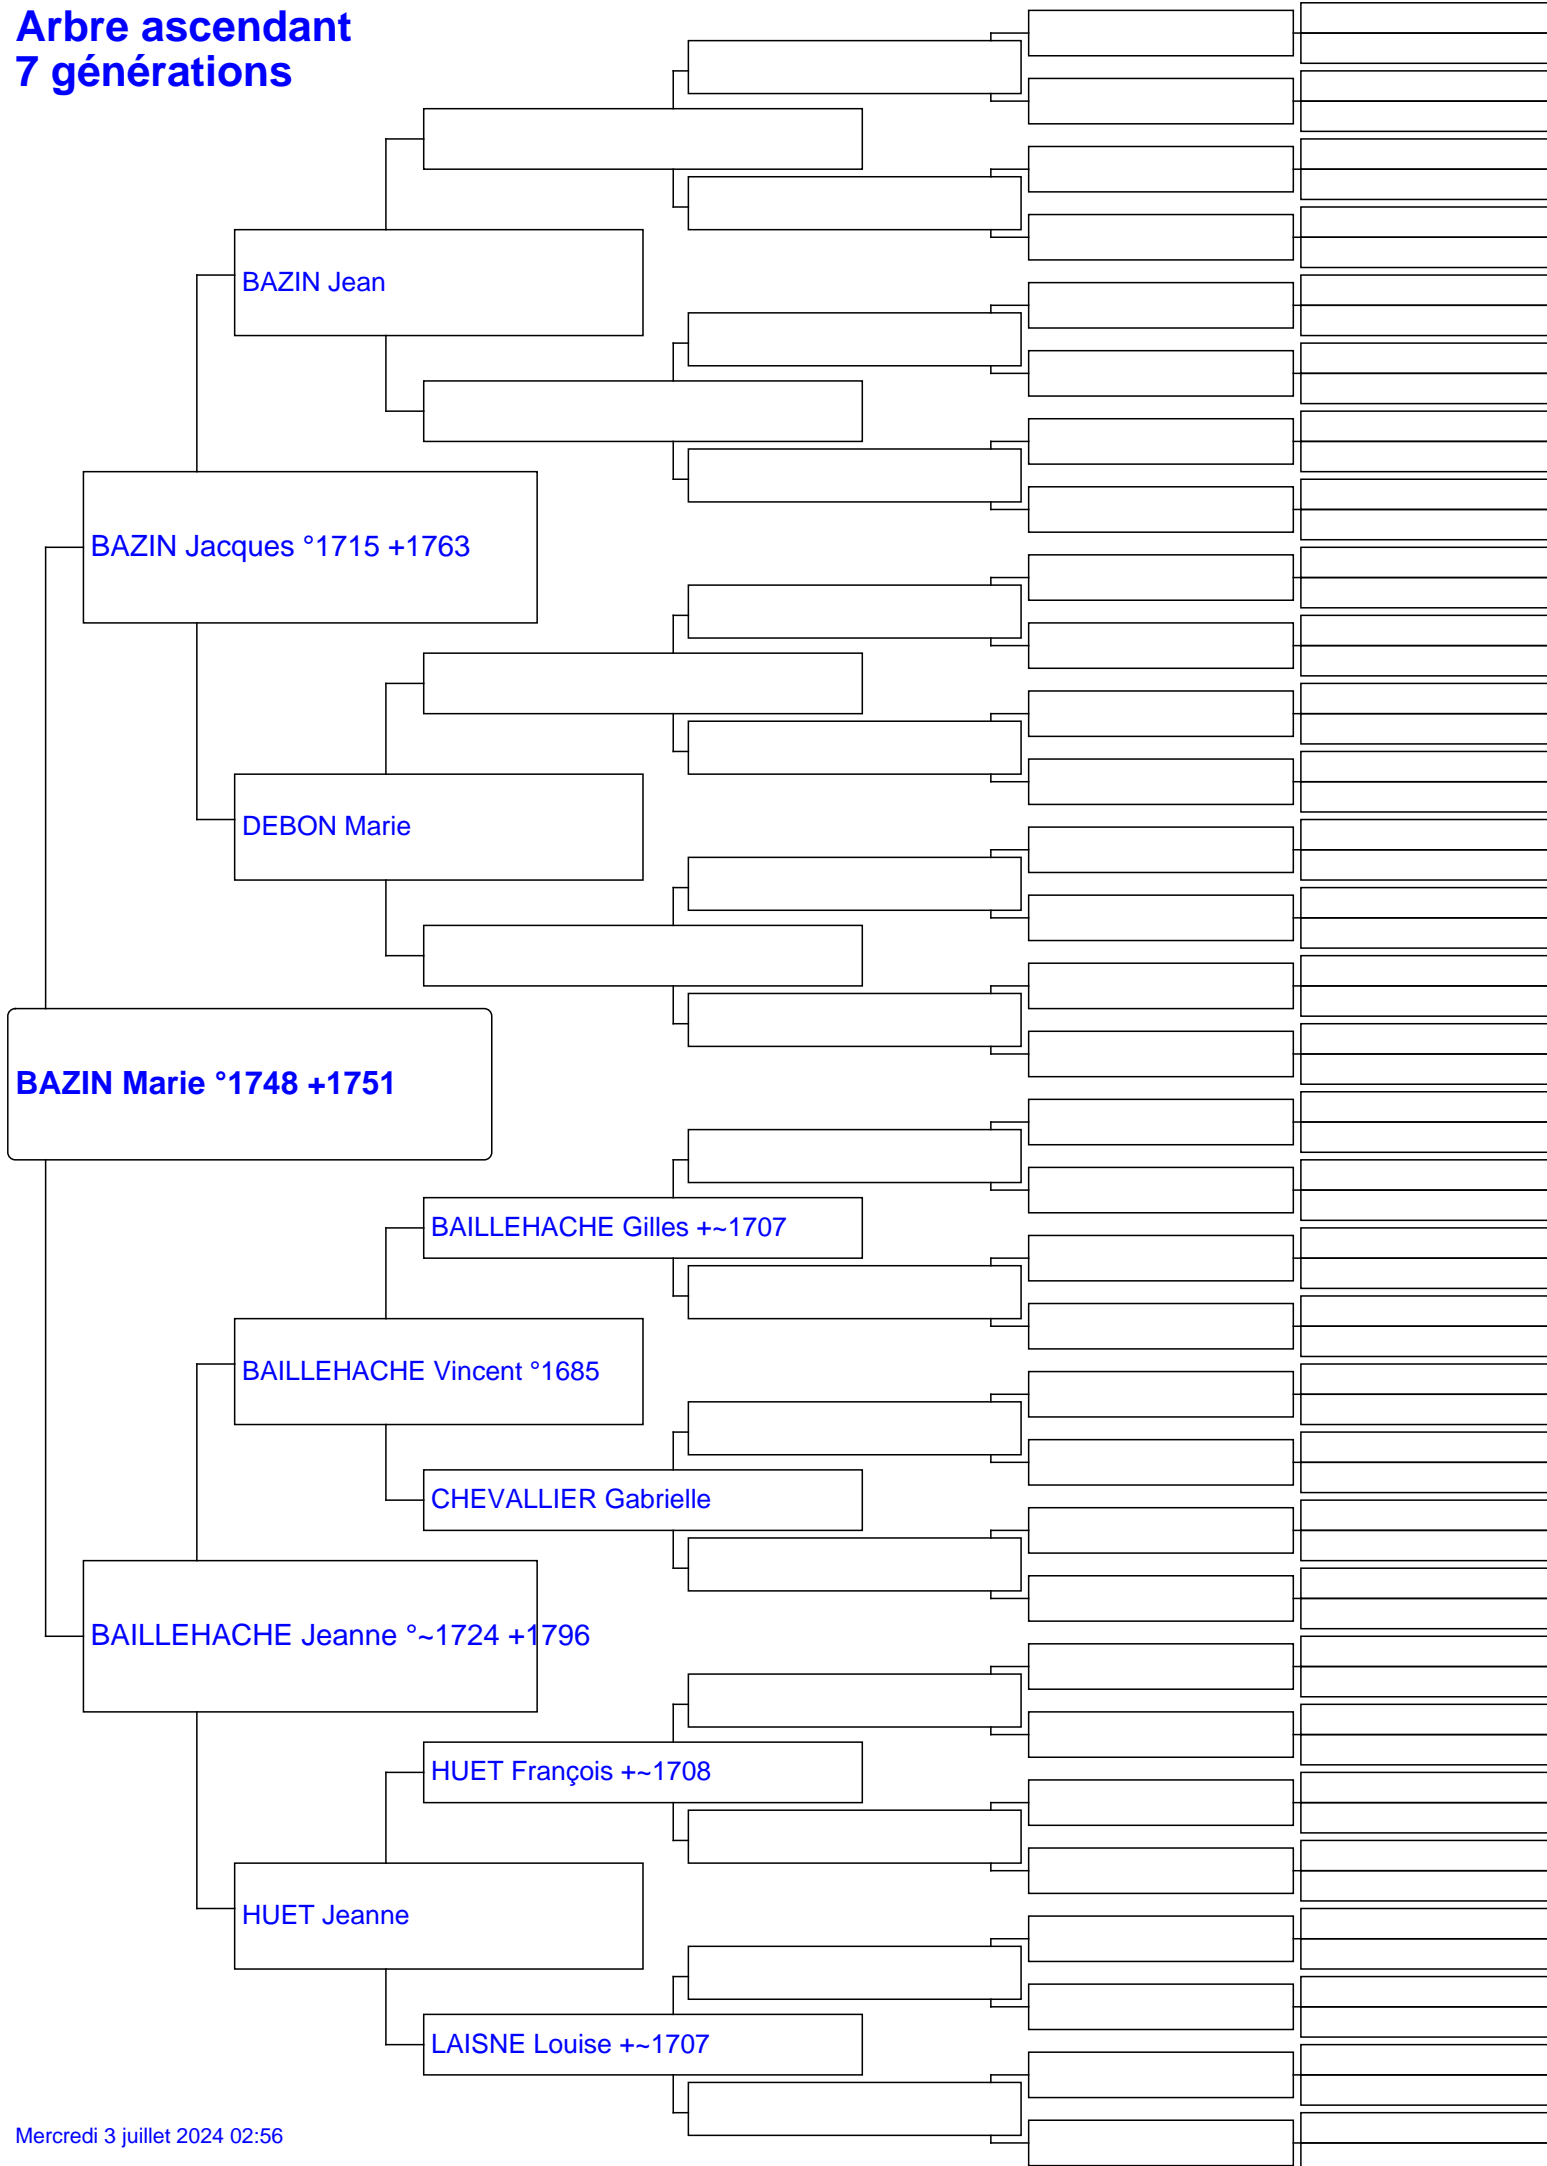 Arbre ascendant
7 générations
BAZIN Jean
BAZIN Jacques °1715 +1763
DEBON Marie
BAZIN Marie °1748 +1751
BAILLEHACHE Gilles +~1707
BAILLEHACHE Vincent °1685
CHEVALLIER Gabrielle
BAILLEHACHE Jeanne °~1724 +1796
HUET François +~1708
HUET Jeanne
LAISNE Louise +~1707
Mercredi 3 juillet 2024 02:56